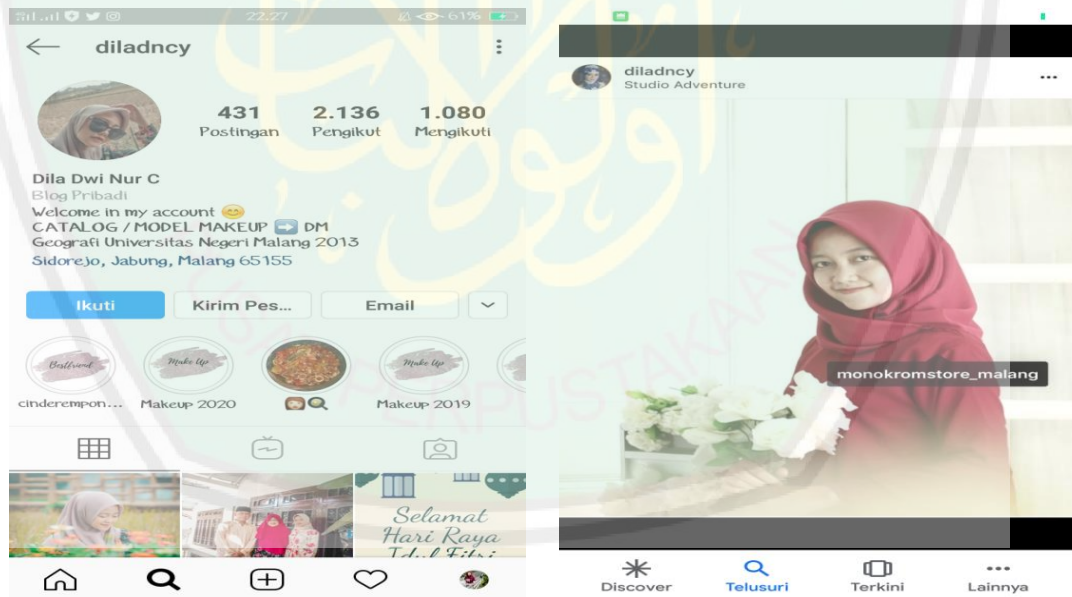 22.27
61%
diladncy
431 2.136 1.080
Postingan Pengikut Mengikuti
Dila Dwi Nur C
Blog Pribadi
Welcome in my account 😊
CATALOG / MODEL MAKEUP ➡️ DM
Geografi Universitas Negeri Malang 2013
Sidorejo, Jabung, Malang 65155
Ikuti
Kirim Pes...
Email
Bestfriend
Make Up
Make Up
cinderempon...
Makeup 2020
Makeup 2019
Selamat
Hari Raya
Idul Fitri
diladncy
Studio Adventure
monokromstore_malang
Discover
Telusuri
Terkini
Lainnya
PERPUSTAKAAN